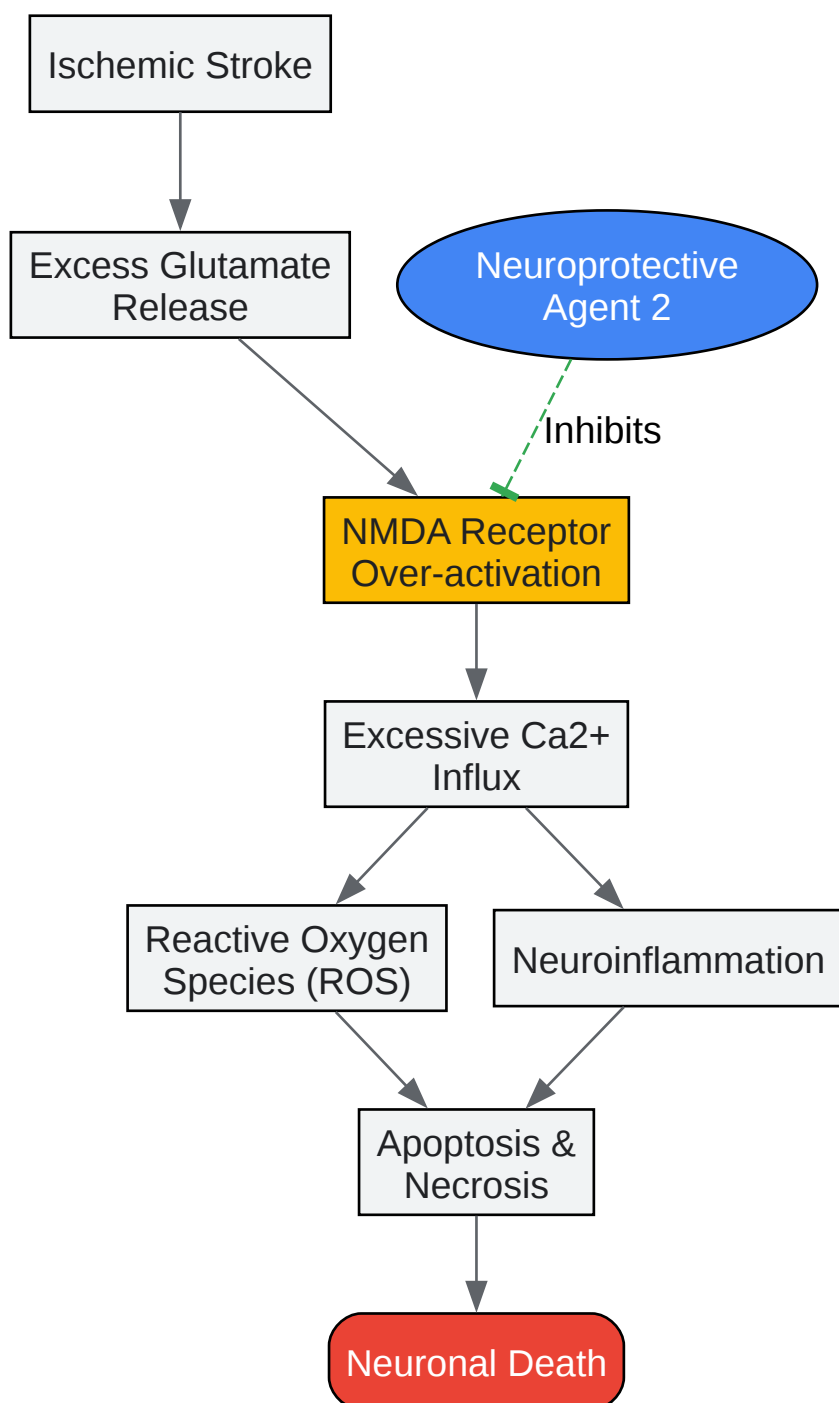 Ischemic Stroke
Excess Glutamate
Release
Neuroprotective
Agent 2
Inhibits
NMDA Receptor
Over-activation
Excessive Ca2+
Influx
Reactive Oxygen
Species (ROS)
Neuroinflammation
Apoptosis &
Necrosis
Neuronal Death